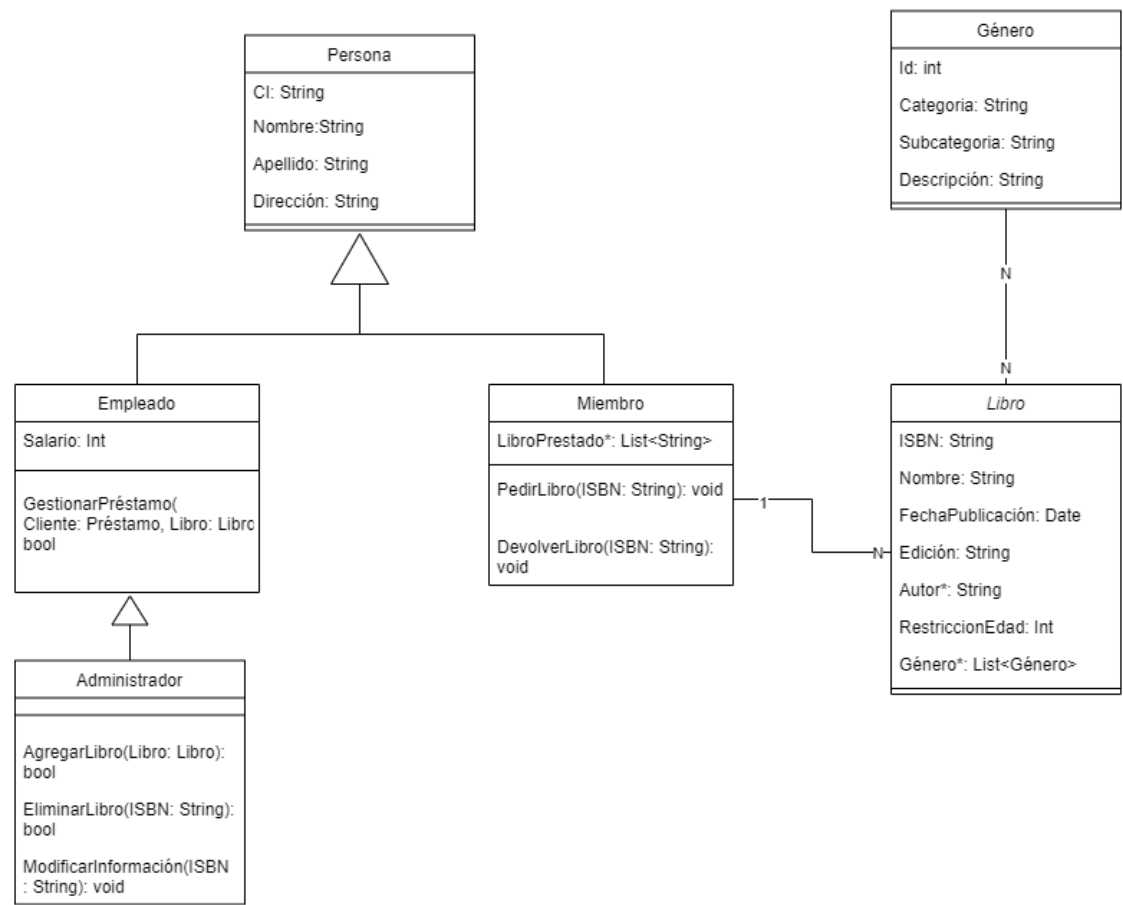 Persona
CI: String
Nombre:String
Apellido: String
Dirección: String
Género
Id: int
Categoria: String
Subcategoria: String
Descripción: String
N
N
Empleado
Salario: Int
GestionarPréstamo(
Cliente: Préstamo, Libro: Libro
bool
Miembro
LibroPrestado*: List<String>
PedirLibro(ISBN: String): void
DevolverLibro(ISBN: String):
void
1
N
Libro
ISBN: String
Nombre: String
FechaPublicación: Date
Edición: String
Autor*: String
RestriccionEdad: Int
Género*: List<Género>
Administrador
AgregarLibro(Libro: Libro):
bool
EliminarLibro(ISBN: String):
bool
ModificarInformación(ISBN
: String): void